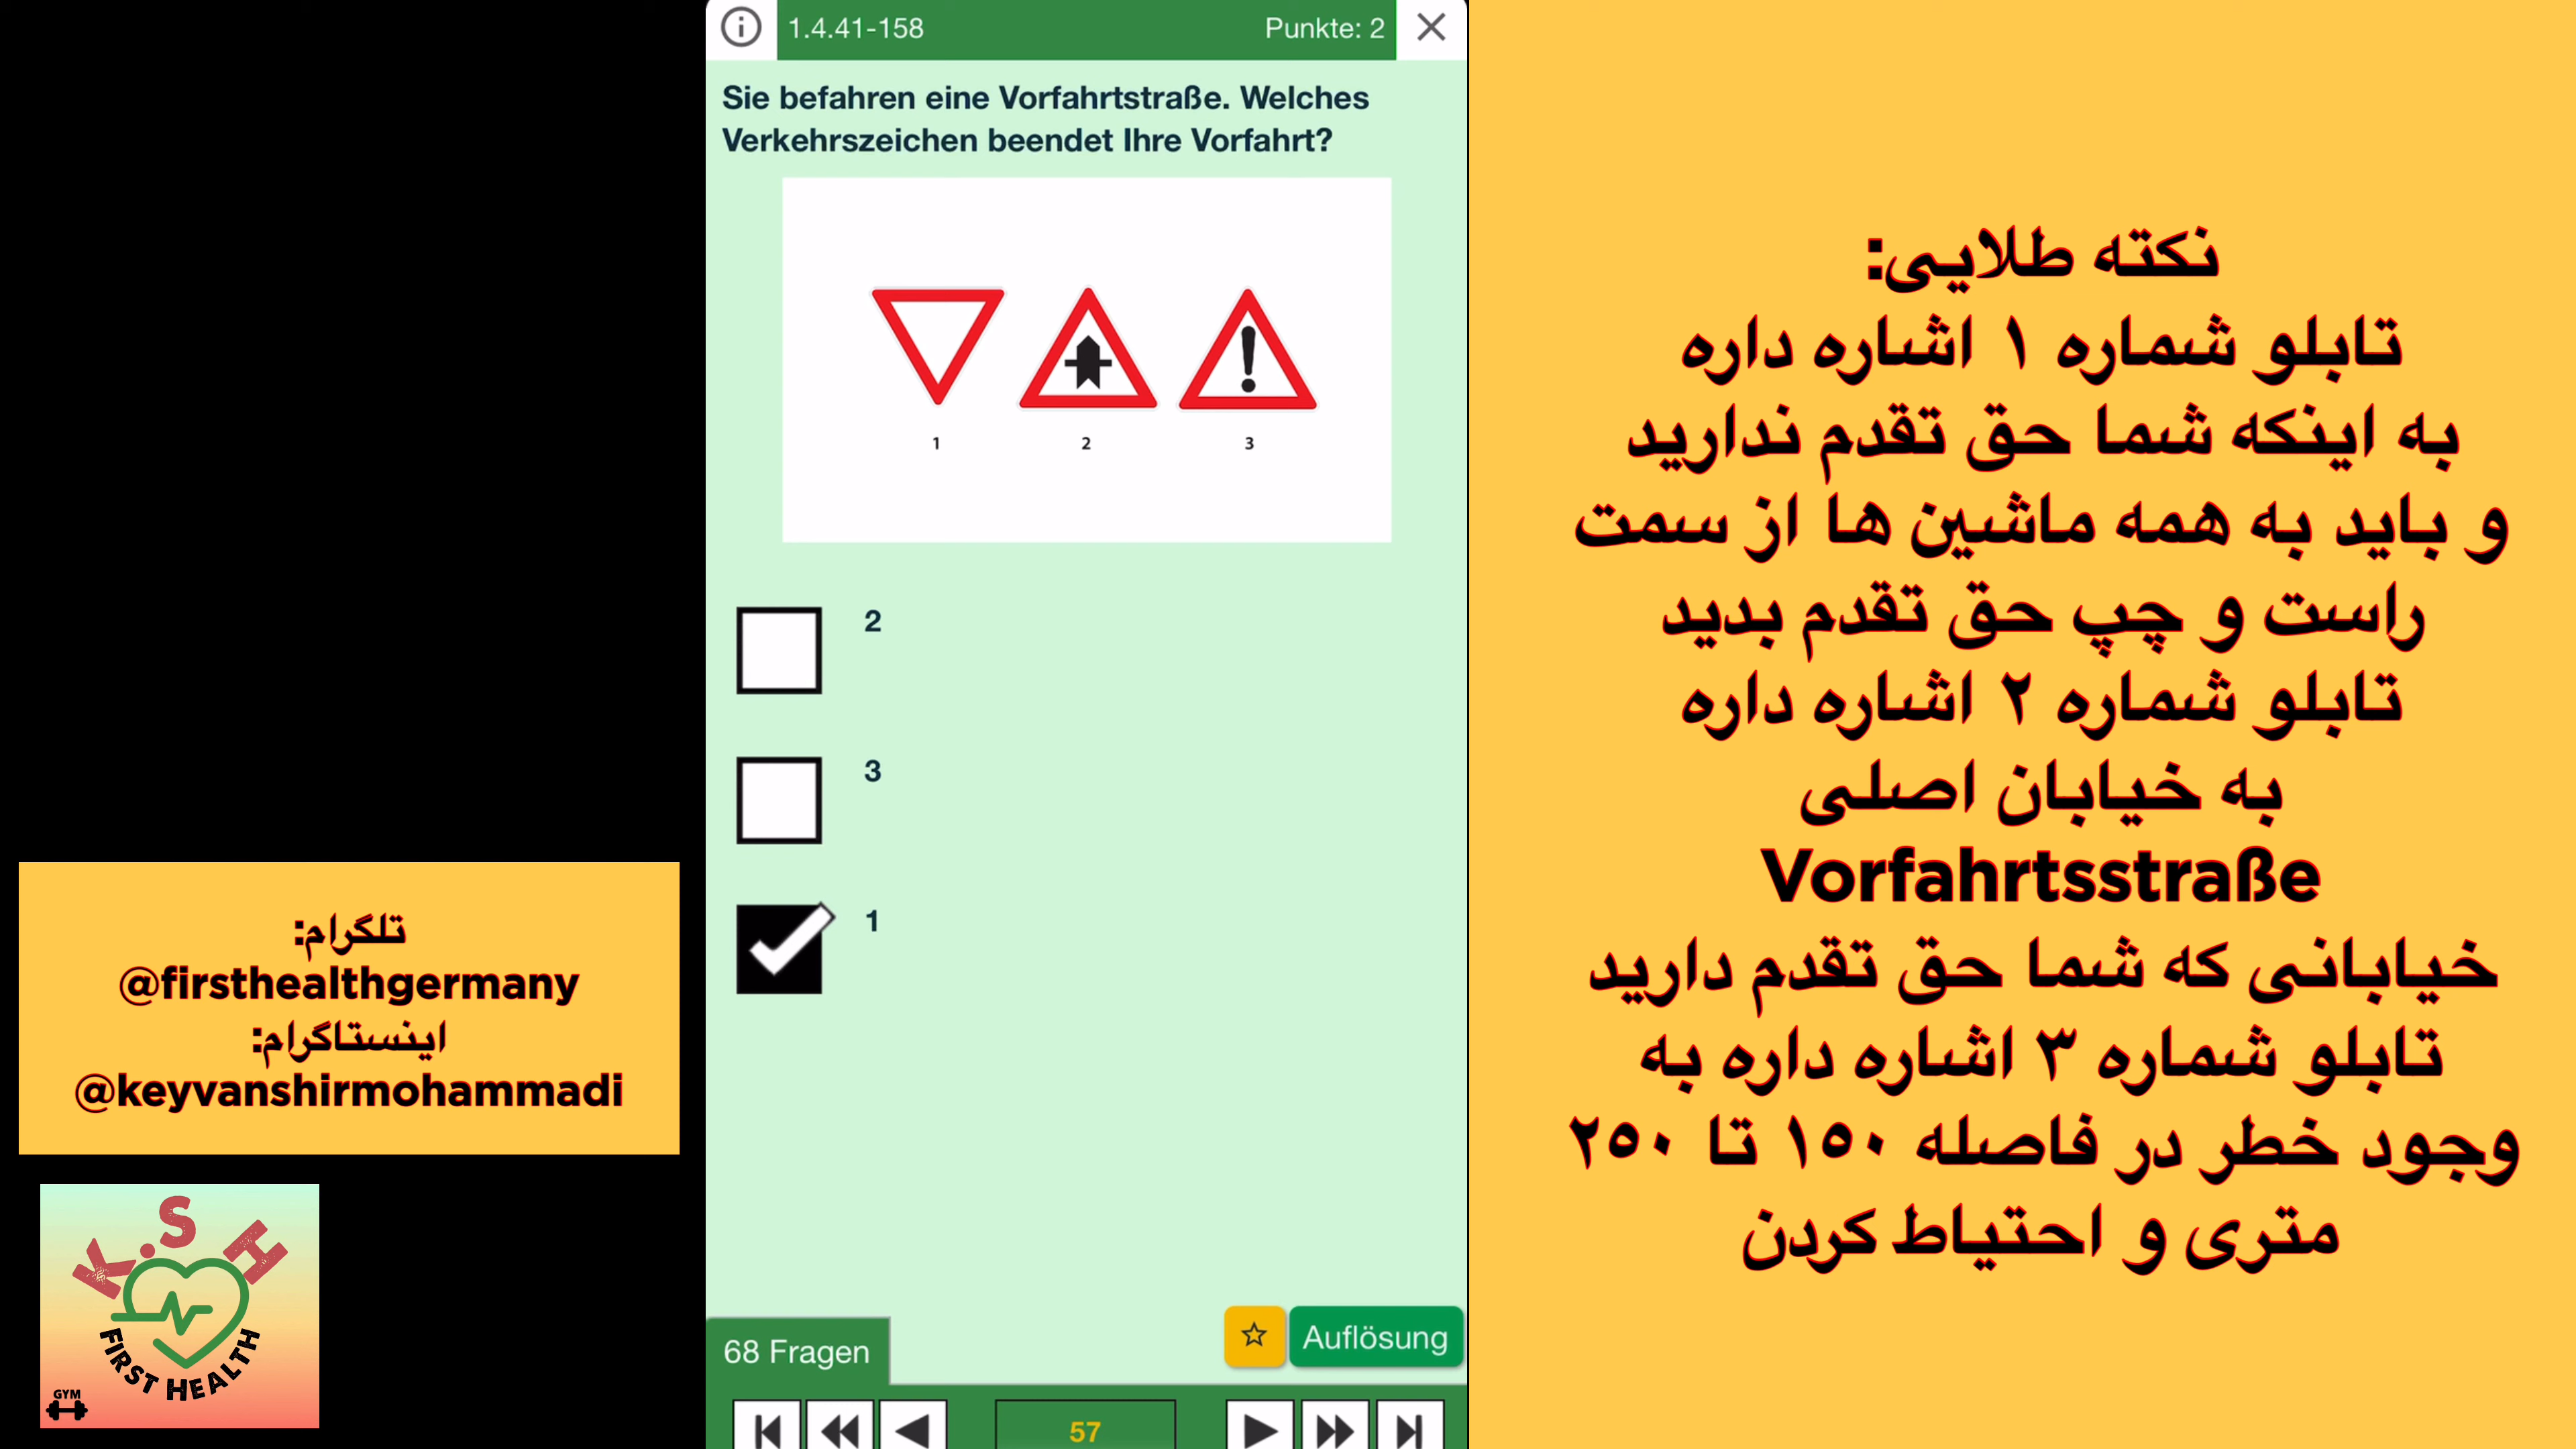 1.4.41-158
Punkte: 2
Sie befahren eine Vorfahrtstraße. Welches
Verkehrszeichen beendet Ihre Vorfahrt?
1
2
3
2
3
1
68 Fragen
Auflösung
57
نکته طلایی:
تابلو شماره ۱ اشاره داره
به اینکه شما حق تقدم ندارید
و باید به همه ماشین ها از سمت
راست و چپ حق تقدم بدید
تابلو شماره ۲ اشاره داره
به خیابان اصلی
Vorfahrtsstraße
خیابانی که شما حق تقدم دارید
تابلو شماره ۳ اشاره داره به
وجود خطر در فاصله ۱۵۰ تا ۲۵۰
متری و احتیاط کردن
تلگرام:
@firsthealthgermany
اینستاگرام:
@keyvanshirmohammadi
K.SH
FIRST HEALTH
GYM